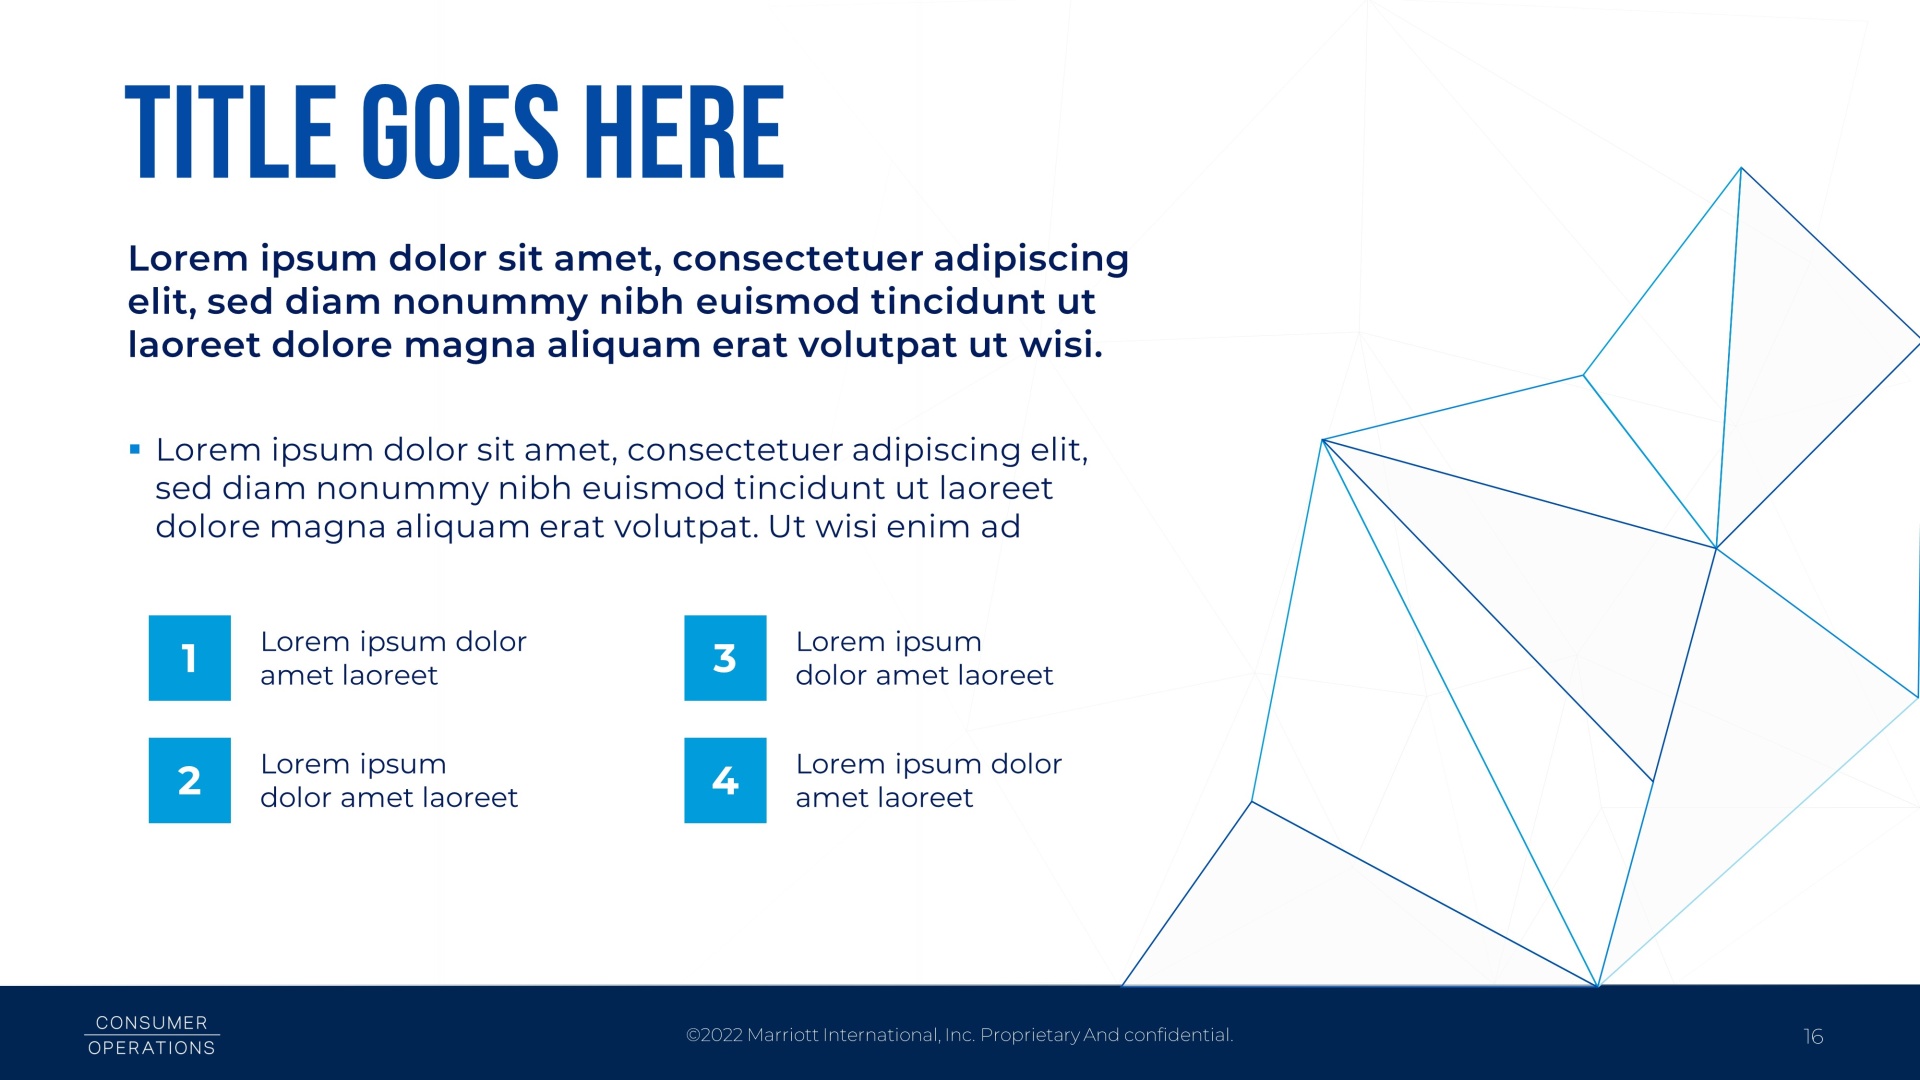 TITLE GOES HERE
Lorem ipsum dolor sit amet, consectetuer adipiscing
elit, sed diam nonummy nibh euismod tincidunt ut
laoreet dolore magna aliquam erat volutpat ut wisi.
▪ Lorem ipsum dolor sit amet, consectetuer adipiscing elit,
sed diam nonummy nibh euismod tincidunt ut laoreet
dolore magna aliquam erat volutpat. Ut wisi enim ad
1
Lorem ipsum dolor
amet laoreet
2
Lorem ipsum
dolor amet laoreet
3
Lorem ipsum
dolor amet laoreet
4
Lorem ipsum dolor
amet laoreet
CONSUMER
OPERATIONS
©2022 Marriott International, Inc. Proprietary And confidential.
16